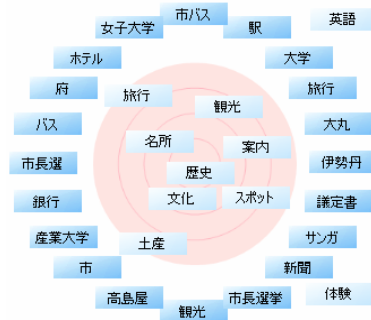 市バス
女子大学
駅
英語
ホテル
大学
府
旅行
旅行
観光
バス
大丸
名所
案内
市長選
歴史
伊勢丹
銀行
文化
スポット
議定書
産業大学
土産
サンガ
市
新聞
高島屋
観光
市長選挙
体験